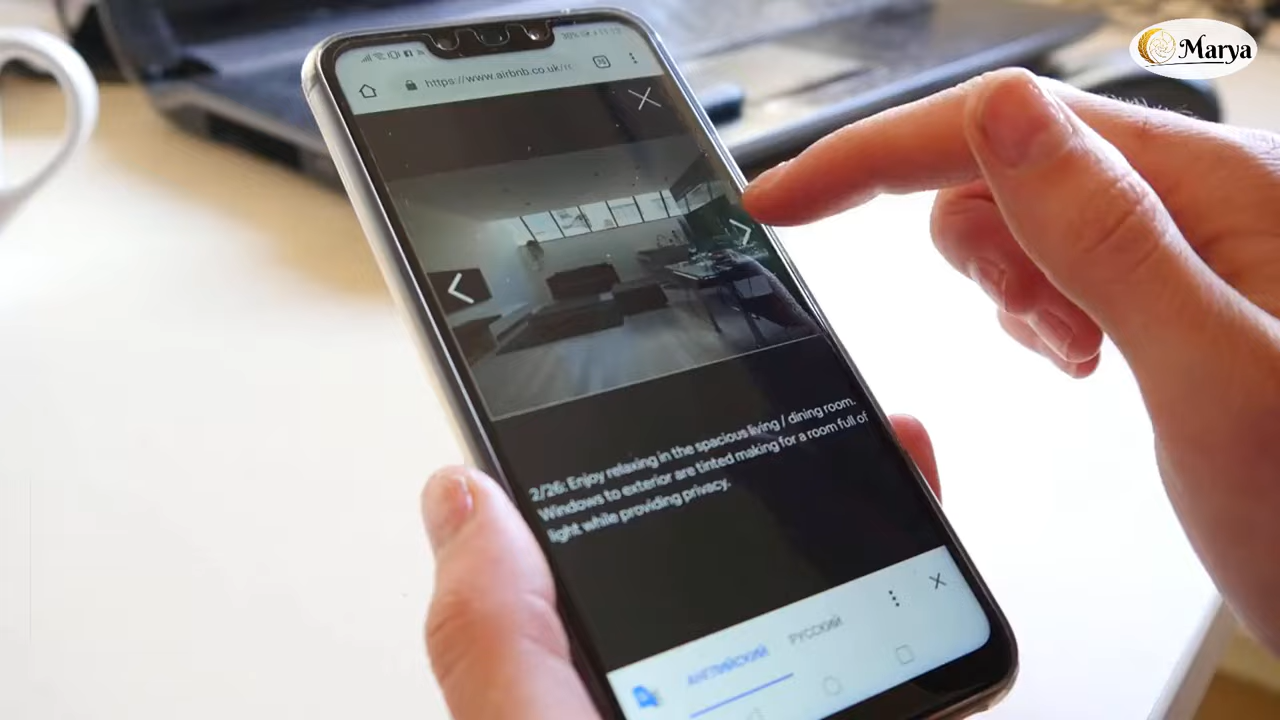 Marya
https://www.airbnb.co.uk/rc
2/26: Enjoy relaxing in the spacious living / dining room.
Windows to exterior are tinted making for a room full of
light while providing privacy.
АНГЛИЙСКИЙ
РУССКИЙ